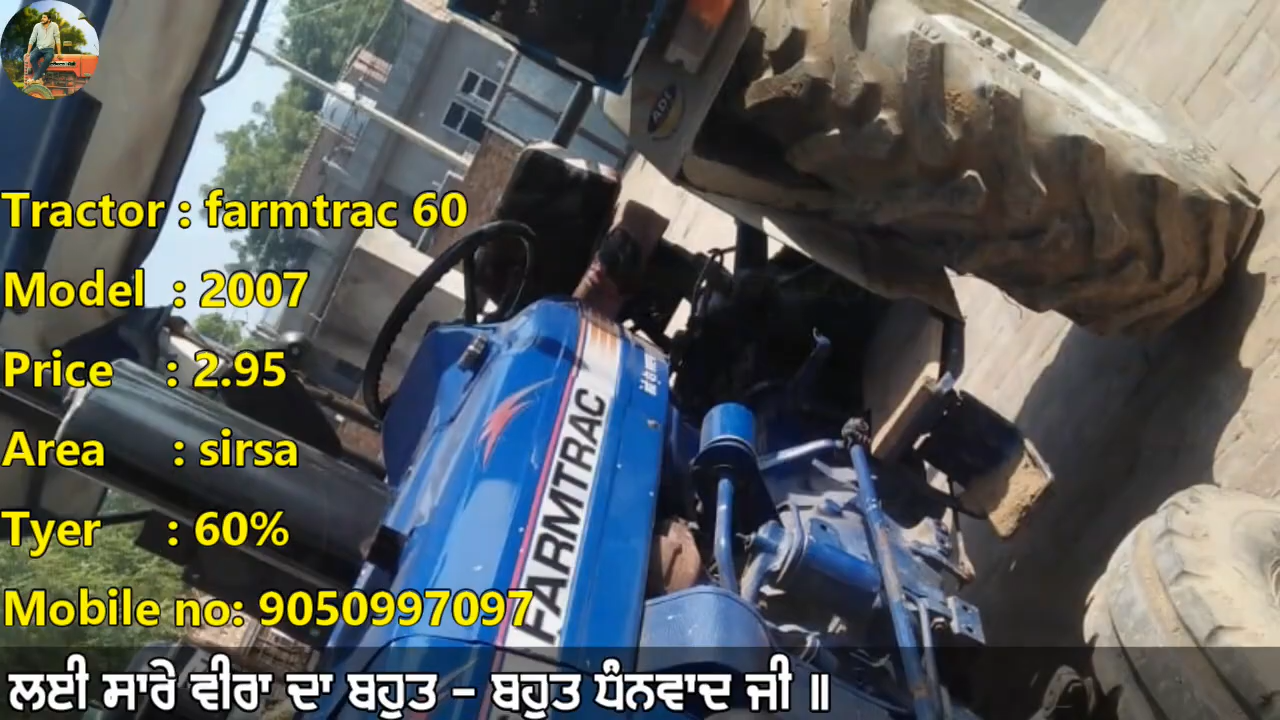 Tractor : farmtrac 60
Model : 2007
Price : 2.95
Area : sirsa
Tyer : 60%
Mobile no: 9050997097
FARMTRAC
ADI
ਲਈ ਸਾਰੇ ਵੀਰਾ ਦਾ ਬਹੁਤ - ਬਹੁਤ ਧੰਨਵਾਦ ਜੀ ॥